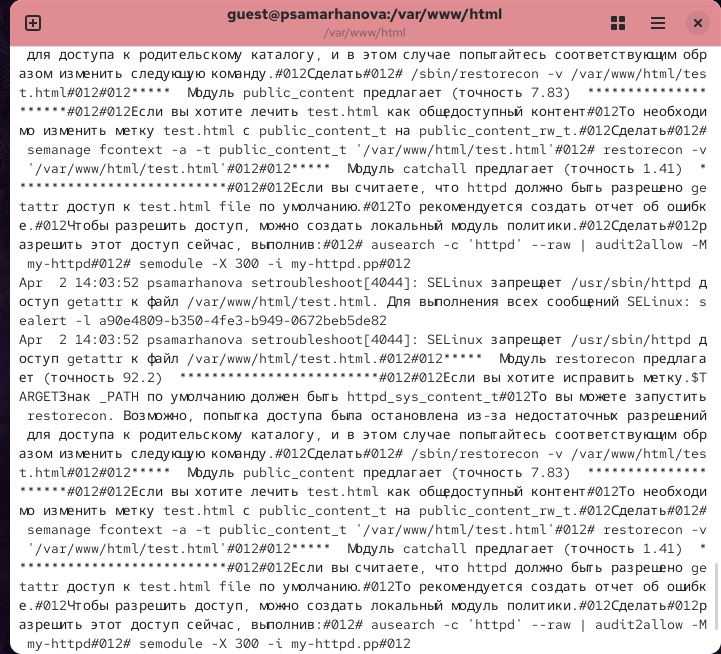 guest@psamarhanova:/var/www/html
/var/www/html
для доступа к родительскому каталогу, и в этом случае попытайтесь соответствующим обр
азом изменить следующую команду.#012Сделать#012# /sbin/restorecon -v /var/www/html/tes
t.html#012#012*****  Модуль public_content предлагает (точность 7.83)  ****************
******#012#012Если вы хотите лечить test.html как общедоступный контент#012То необходи
мо изменить метку test.html с public_content_t на public_content_rw_t.#012Сделать#012#
semanage fcontext -a -t public_content_t '/var/www/html/test.html'#012# restorecon -v
'/var/www/html/test.html'#012#012*****  Модуль catchall предлагает (точность 1.41)  *
*************************#012#012Если вы считаете, что httpd должно быть разрешено ge
tattr доступ к test.html file по умолчанию.#012То рекомендуется создать отчет об ошибк
е.#012Чтобы разрешить доступ, можно создать локальный модуль политики.#012Сделать#012р
азрешить этот доступ сейчас, выполнив:#012# ausearch -c 'httpd' --raw | audit2allow -M
my-httpd#012# semodule -X 300 -i my-httpd.pp#012
Apr  2 14:03:52 psamarhanova setroubleshoot[4044]: SELinux запрещает /usr/sbin/httpd д
оступ getattr к файл /var/www/html/test.html. Для выполнения всех сообщений SELinux: s
ealert -l a90e4809-b350-4fe3-b949-0672beb5de82
Apr  2 14:03:52 psamarhanova setroubleshoot[4044]: SELinux запрещает /usr/sbin/httpd д
оступ getattr к файл /var/www/html/test.html.#012#012*****  Модуль restorecon предлага
ет (точность 92.2)  ************************#012#012Если вы хотите исправить метку.$T
ARGETЗнак _PATH по умолчанию должен быть httpd_sys_content_t#012То вы можете запустить
restorecon. Возможно, попытка доступа была остановлена из-за недостаточных разрешений
для доступа к родительскому каталогу, и в этом случае попытайтесь соответствующим обр
азом изменить следующую команду.#012Сделать#012# /sbin/restorecon -v /var/www/html/tes
t.html#012#012*****  Модуль public_content предлагает (точность 7.83)  ****************
******#012#012Если вы хотите лечить test.html как общедоступный контент#012То необходи
мо изменить метку test.html с public_content_t на public_content_rw_t.#012Сделать#012#
semanage fcontext -a -t public_content_t '/var/www/html/test.html'#012# restorecon -v
'/var/www/html/test.html'#012#012*****  Модуль catchall предлагает (точность 1.41)  *
*************************#012#012Если вы считаете, что httpd должно быть разрешено ge
tattr доступ к test.html file по умолчанию.#012То рекомендуется создать отчет об ошибк
е.#012Чтобы разрешить доступ, можно создать локальный модуль политики.#012Сделать#012р
азрешить этот доступ сейчас, выполнив:#012# ausearch -c 'httpd' --raw | audit2allow -M
my-httpd#012# semodule -X 300 -i my-httpd.pp#012